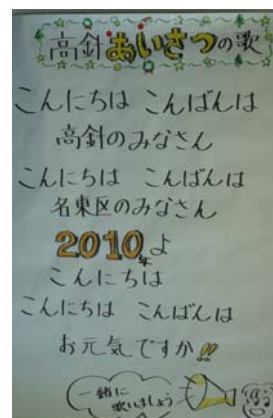 高針あいさつの歌
こんにちは こんばんは
高針のみなさん
こんにちは こんばんは
名東区のみなさん
2010年よ
こんにちは
こんにちは こんばんは
お元気ですか!!
一緒に
歌いましょう